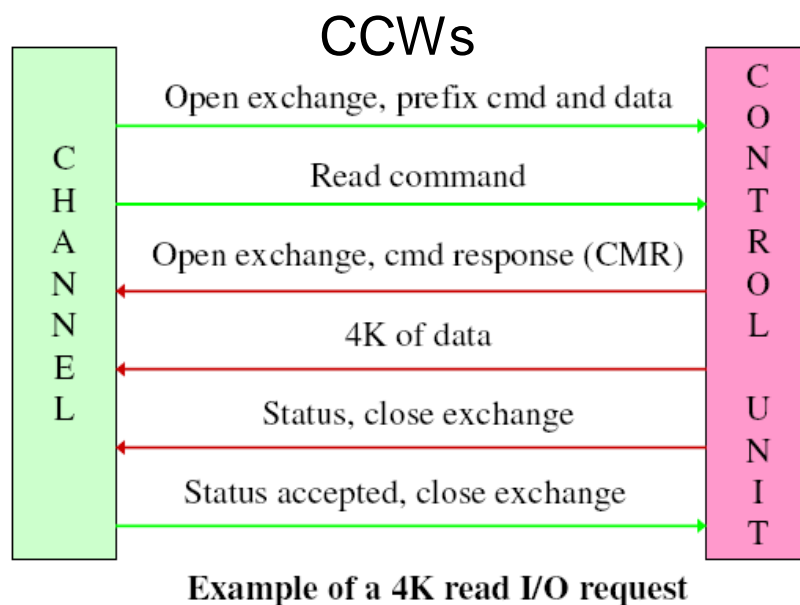 CCWs
CHANNEL
Open exchange, prefix cmd and data
Read command
Open exchange, cmd response (CMR)
4K of data
Status, close exchange
Status accepted, close exchange
CONTROL UNIT
Example of a 4K read I/O request